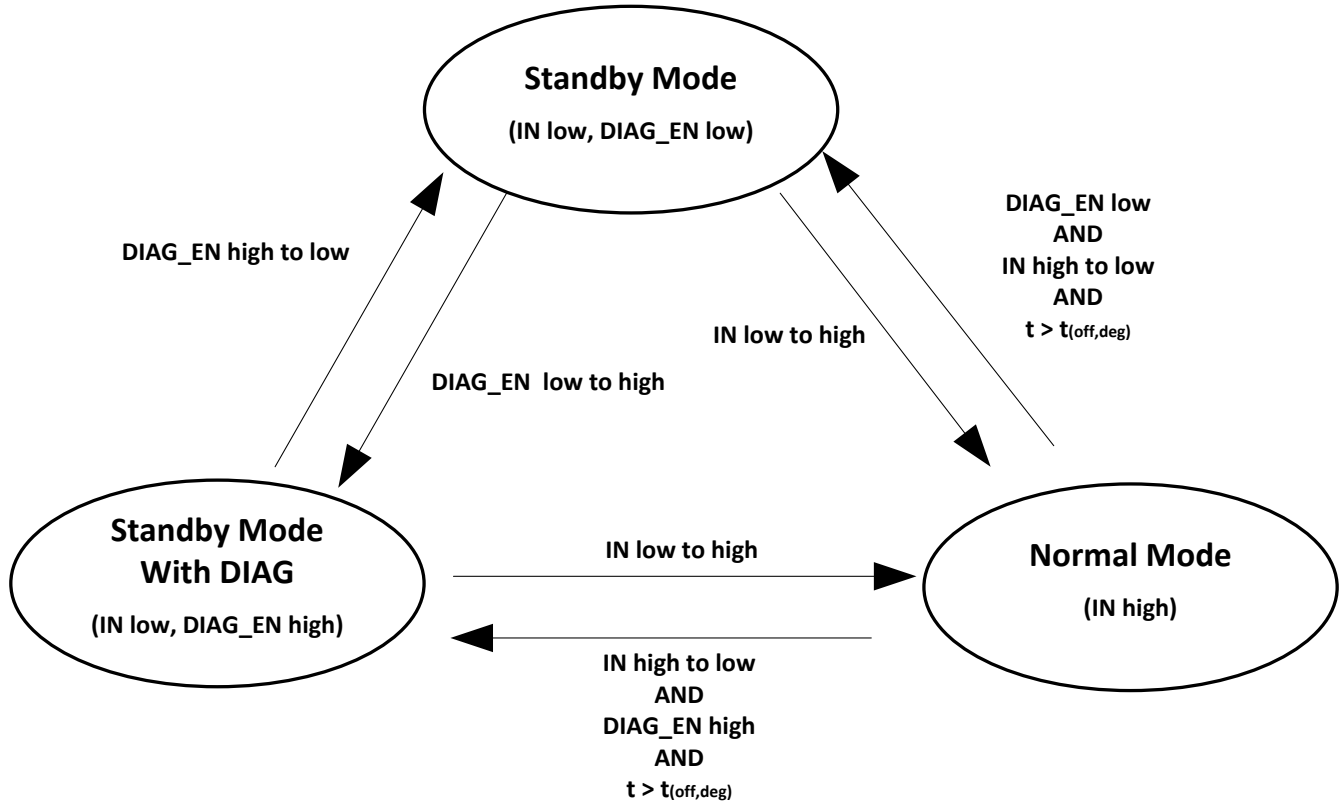 Standby Mode
(IN low, DIAG_EN low)
DIAG_EN high to low
DIAG_EN low to high
IN low to high
DIAG_EN low
AND
IN high to low
AND
t > t(off,deg)
Standby Mode
With DIAG
(IN low, DIAG_EN high)
IN low to high
IN high to low
AND
DIAG_EN high
AND
t > t(off,deg)
Normal Mode
(IN high)